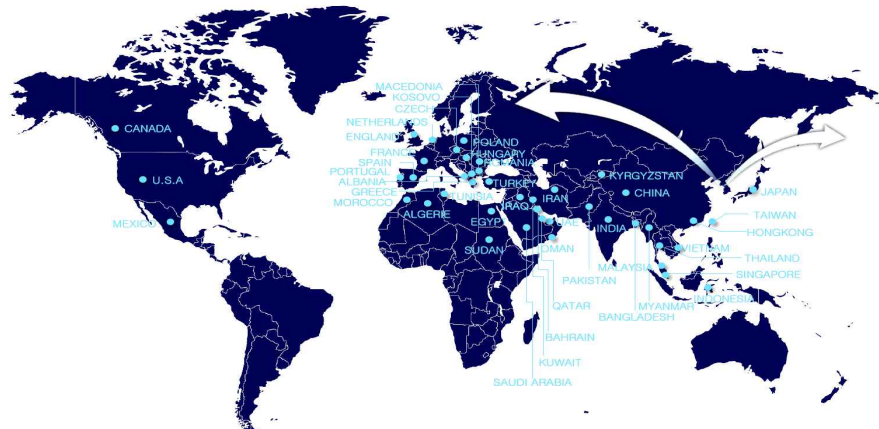 MACEDONIA
KOSOVO
CZECH
NETHERLANDS
ENGLAND
POLAND
HUNGARY
FRANCE
SPAIN
PORTUGAL
ALBANIA
GREECE
MOROCCO
TUNISIA
TURKEY
ALGERIE
IRAQ
IRAN
EGYP
UAE
SUDAN
OMAN
CANADA
U.S.A
MEXICO
KYRGYZSTAN
CHINA
INDIA
JAPAN
TAIWAN
HONGKONG
VIETNAM
THAILAND
MALAYSIA
SINGAPORE
PAKISTAN
INDONESIA
QATAR
MYANMAR
BANGLADESH
BAHRAIN
KUWAIT
SAUDI ARABIA